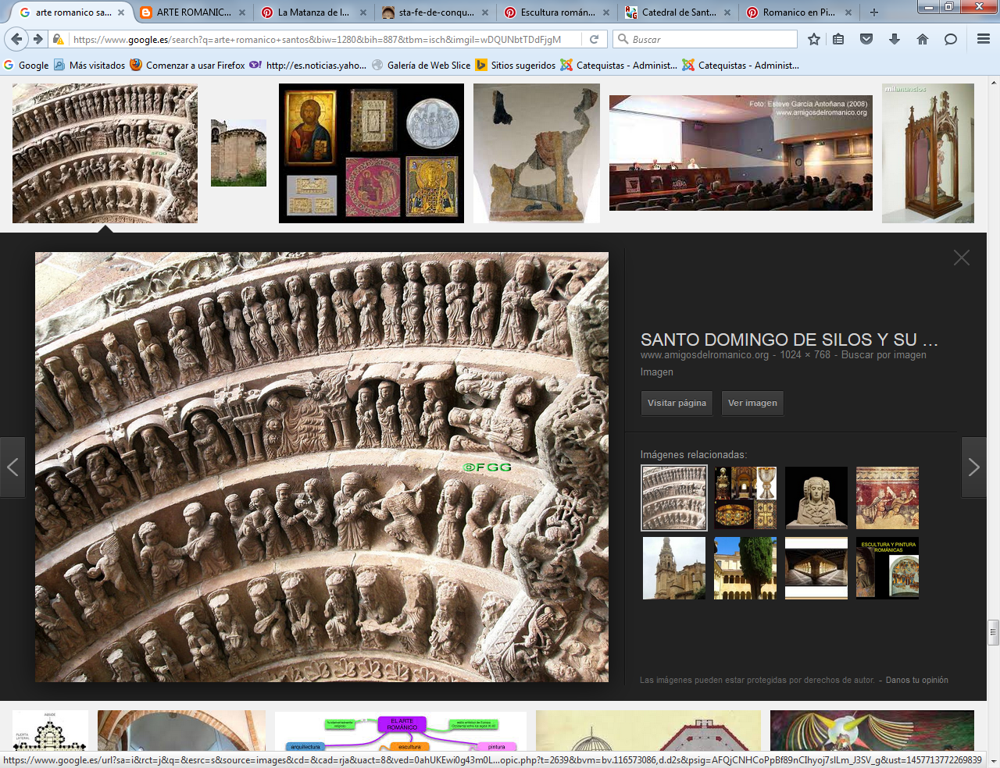 arte romanico sa...
ARTE ROMANIC...
La Matanza de l...
sta-fe-de-conqu...
Escultura román...
Catedral de Sant...
Romanico en Pi...
https://www.google.es/search?q=arte+romanico+santos&biw=1280&bih=887&tbm=isch&imgil=wDQUNbtTDdFjgM
Buscar
Google
Más visitados
Comenzar a usar Firefox
http://es.noticias.yaho...
Galería de Web Slice
Sitios sugeridos
Catequistas - Administ...
Catequistas - Administ...
©FGG
Foto: Esteve García Antoñana (2008)
www.amigosdelromanico.org
milanuncios
©FGG
SANTO DOMINGO DE SILOS Y SU ...
www.amigosdelromanico.org - 1024 × 768 - Buscar por imagen
Imagen
Visitar página
Ver imagen
Imágenes relacionadas:
ESCULTURA Y PINTURA
ROMÁNICAS
Las imágenes pueden estar protegidas por derechos de autor. - Danos tu opinión
ABSIDE
PUERTA
LATERAL
EL ARTE
ROMÁNICO
arquitectura
escultura
pintura
https://www.google.es/url?sa=i&rct=j&q=&esrc=s&source=images&cd=&cad=rja&uact=8&ved=0ahUKEwi0g43m0L...opic.php?t=2639&bvm=bv.116573086,d.d2s&psig=AFQjCNHCoPpBf89nCIhyoj7slLm_J3SV_g&ust=1457713772269839